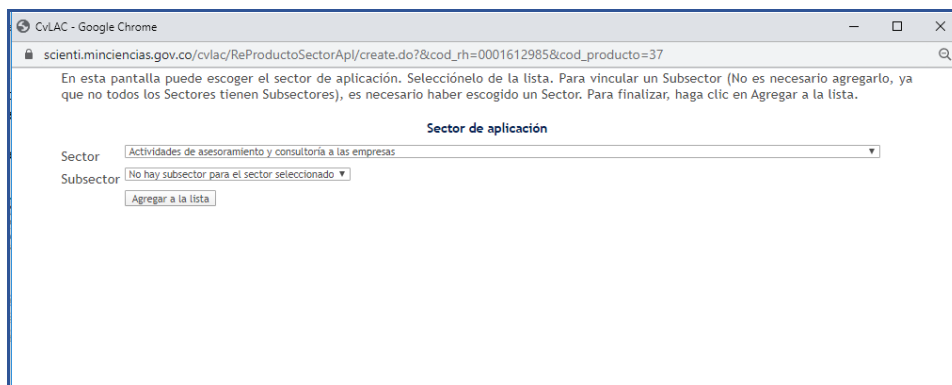 CvLAC - Google Chrome
scienti.minciencias.gov.co/cvlac/ReProductoSectorApl/create.do?&cod_rh=0001612985&cod_producto=37
En esta pantalla puede escoger el sector de aplicación. Selecciónelo de la lista. Para vincular un Subsector (No es necesario agregarlo, ya
que no todos los Sectores tienen Subsectores), es necesario haber escogido un Sector. Para finalizar, haga clic en Agregar a la lista.
Sector de aplicación
Sector Actividades de asesoramiento y consultoría a las empresas
Subsector No hay subsector para el sector seleccionado
Agregar a la lista